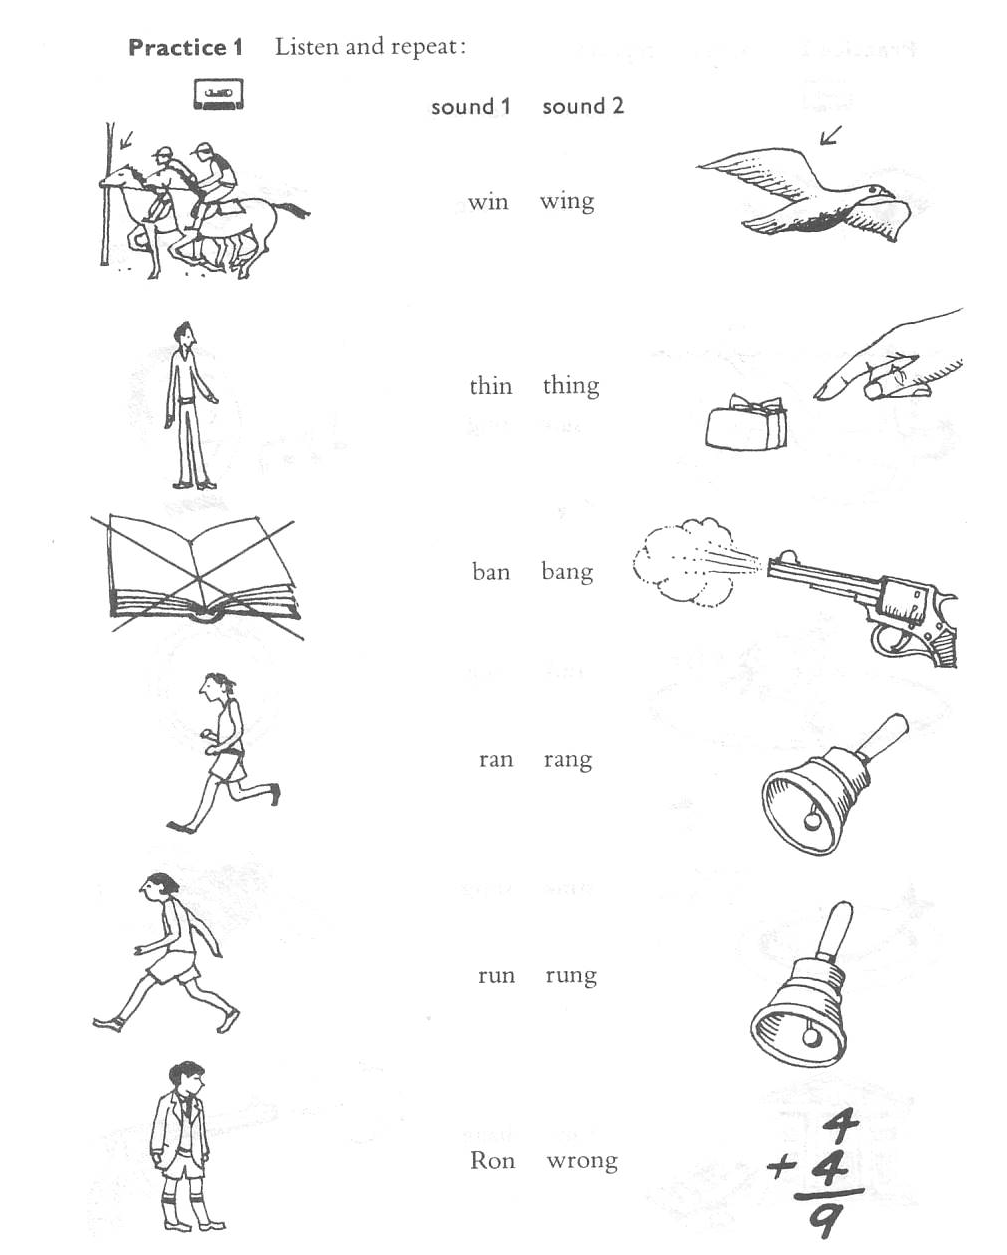 Practice 1 Listen and repeat:
sound 1 sound 2
win wing
thin thing
ban bang
ran rang
run rung
Ron wrong
4
+ 4
9